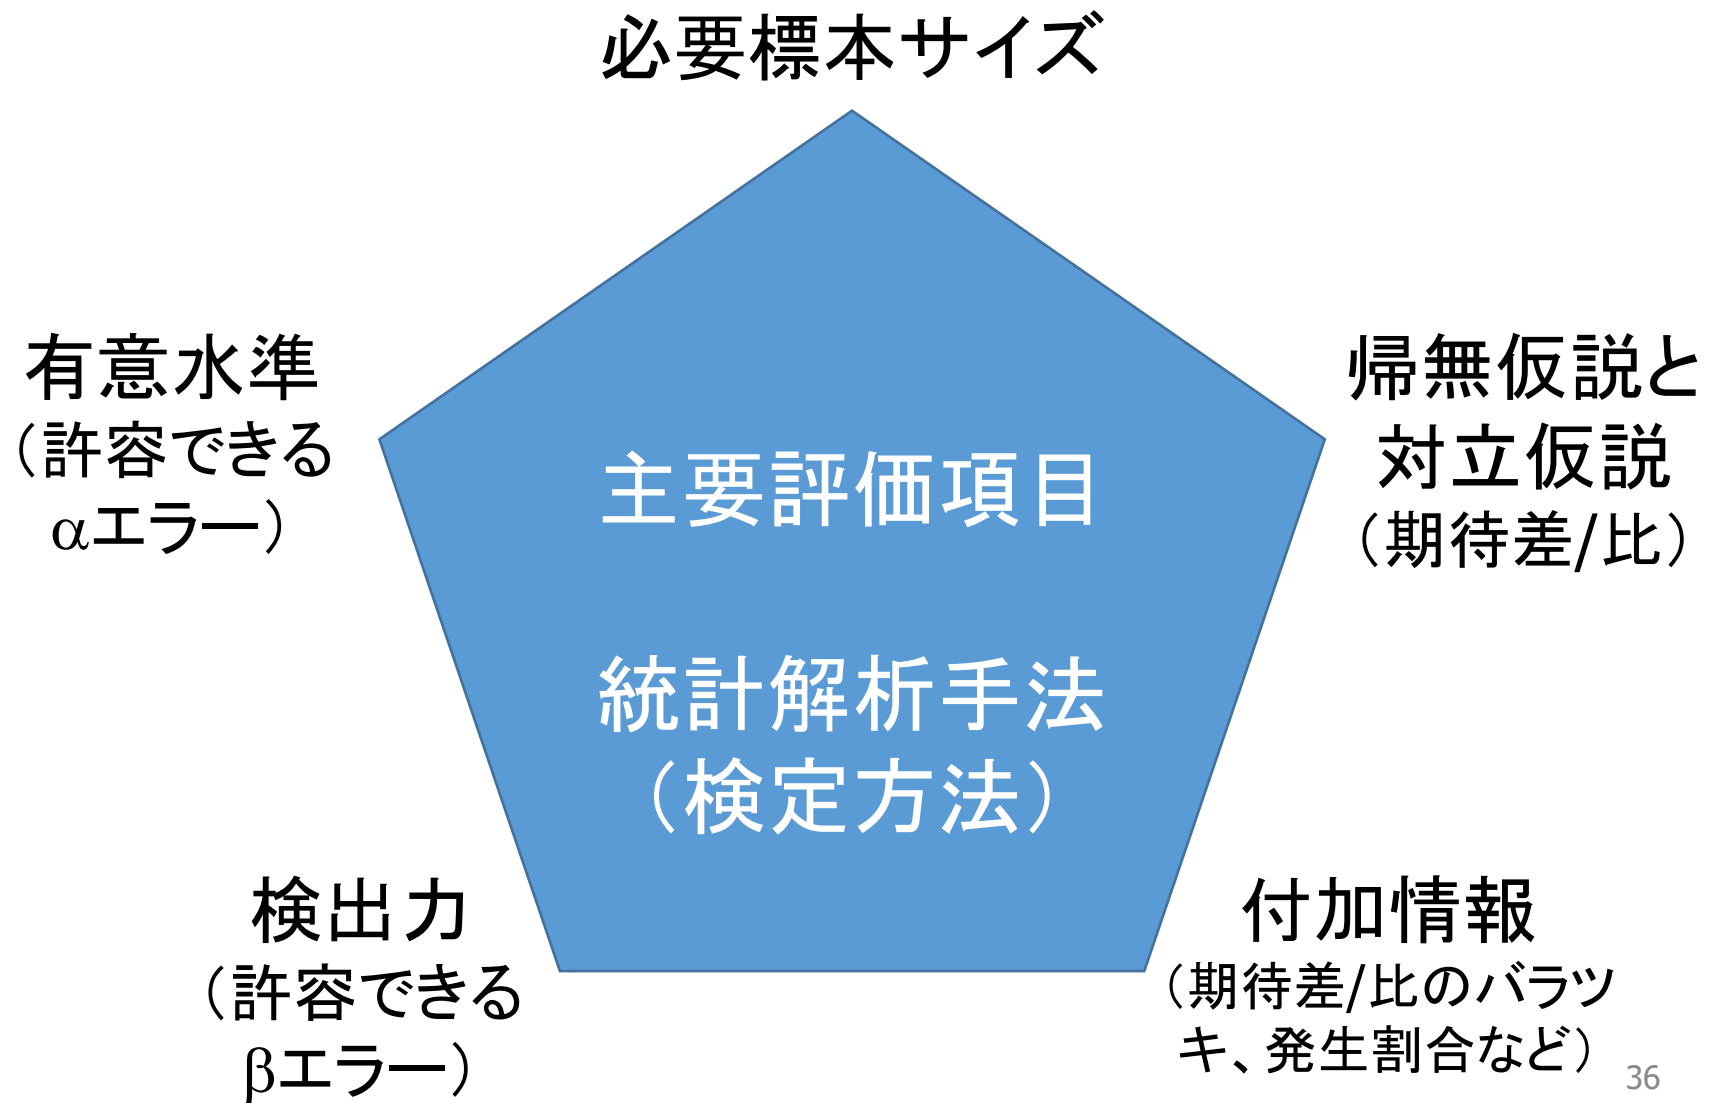 必要標本サイズ
有意水準
（許容できる
αエラー）
帰無仮説と
対立仮説
（期待差/比）
主要評価項目
統計解析手法
（検定方法）
検出力
（許容できる
βエラー）
付加情報
（期待差/比のバラツ
キ、発生割合など）
36